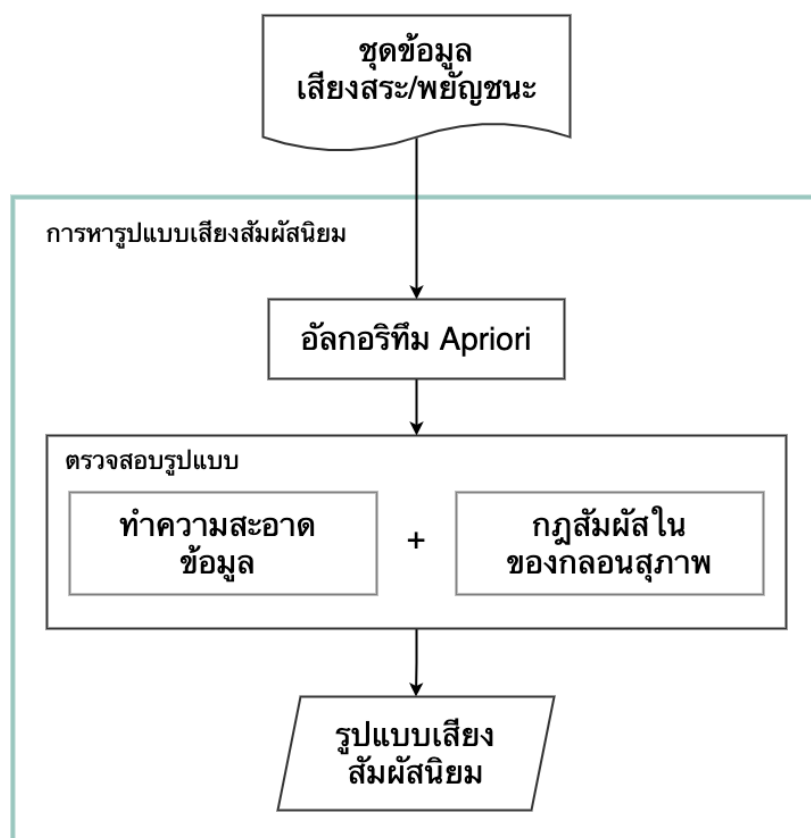 ชุดข้อมูล
เสียงสระ/พยัญชนะ
การหารูปแบบเสียงสัมผัสนิยม
อัลกอริทึม Apriori
ตรวจสอบรูปแบบ
ทำความสะอาด
ข้อมูล
+
กฎสัมผัสใน
ของกลอนสุภาพ
รูปแบบเสียง
สัมผัสนิยม